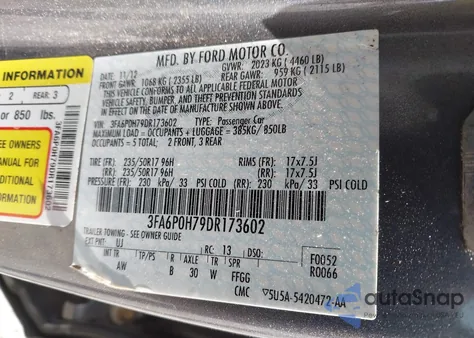 INFORMATION
2 REAR: 3
or 850 lbs.
MFD. BY FORD MOTOR CO.
DATE: 11/12 GVWR: 2023 KG ( 4460 LB)
FRONT GAWR: 1068 KG ( 2355 LB) REAR GAWR: 959 KG ( 2115 LB)
THIS VEHICLE CONFORMS TO ALL APPLICABLE FEDERAL MOTOR VEHICLE
SAFETY, BUMPER, AND THEFT PREVENTION STANDARDS IN EFFECT ON THE
DATE OF MANUFACTURE SHOWN ABOVE.
VIN: 3FA6P0H79DR173602 TYPE: Passenger Car
MAXIMUM LOAD = OCCUPANTS + LUGGAGE = 385KG/ 850LB
OCCUPANTS = 5 TOTAL 2 FRONT, 3 REAR
TIRE (FR): 235/50R17 96H RIMS (FR): 17x7.5J
(RR): 235/50R17 96H (RR): 17x7.5J
PRESSURE (FR): 230 kPa/ 33 PSI COLD (RR): 230 kPa/ 33 PSI COLD
3FA6P0H79DR173602
TRAILER TOWING - SEE OWNER GUIDE
EXT PNT: UJ RC: 13 DSO: F0052
INT TR TP/PS R AXLE TR SPR R0066
AW B 30 W FFGG
CMC 5U5A-5420472-AA
autoSnap